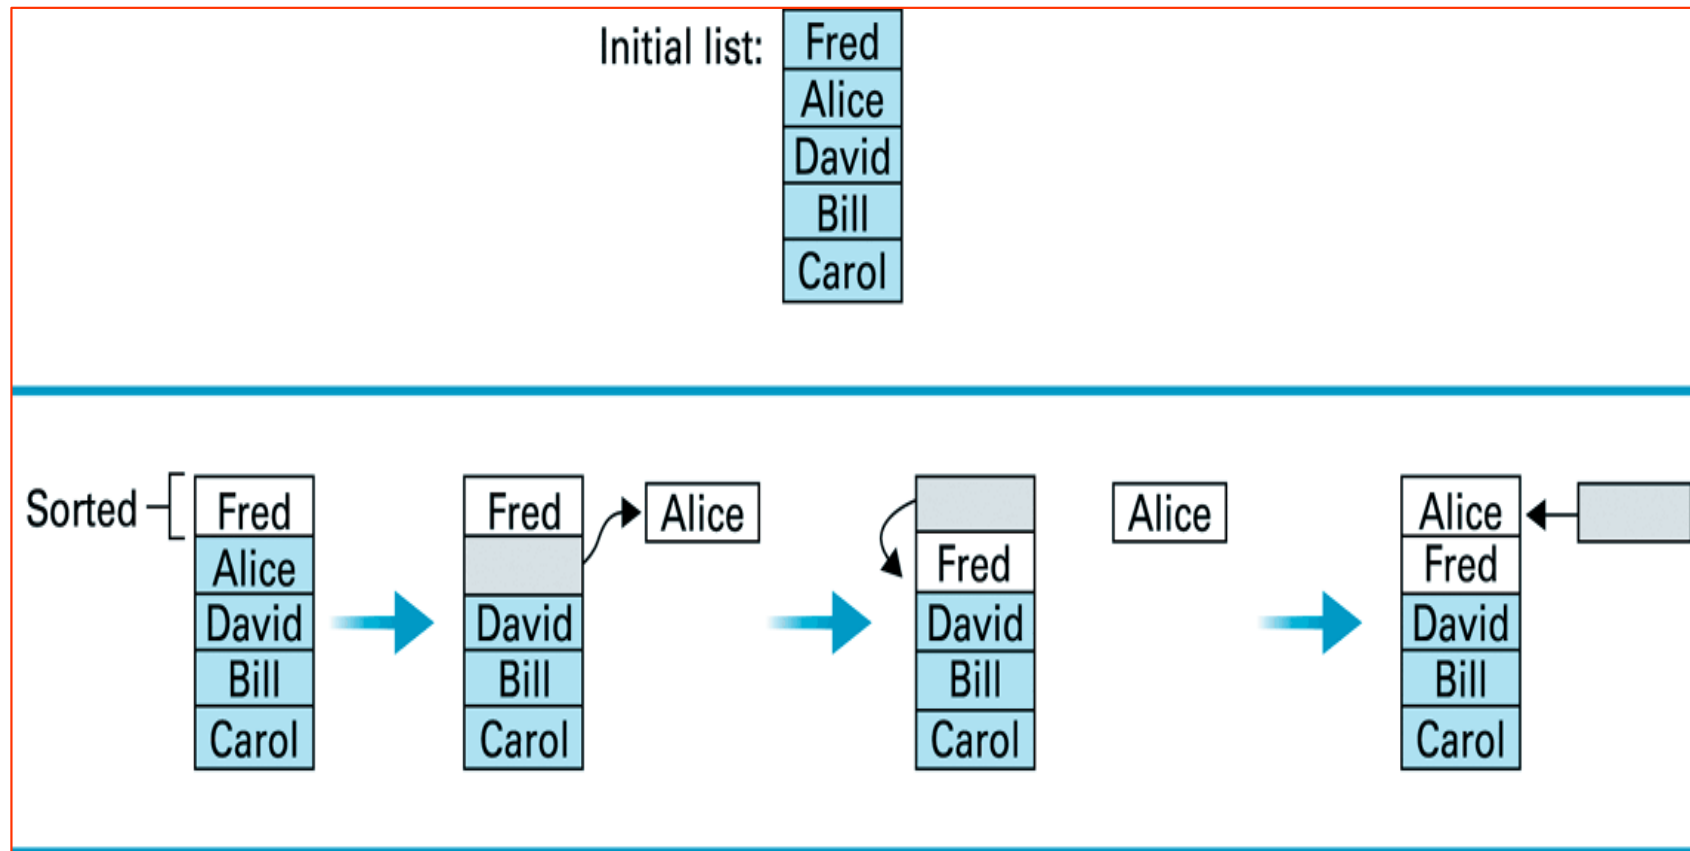 Initial list:
Fred
Alice
David
Bill
Carol
Sorted
Fred
Alice
David
Bill
Carol
Fred
David
Bill
Carol
Alice
Fred
David
Bill
Carol
Alice
Alice
Fred
David
Bill
Carol